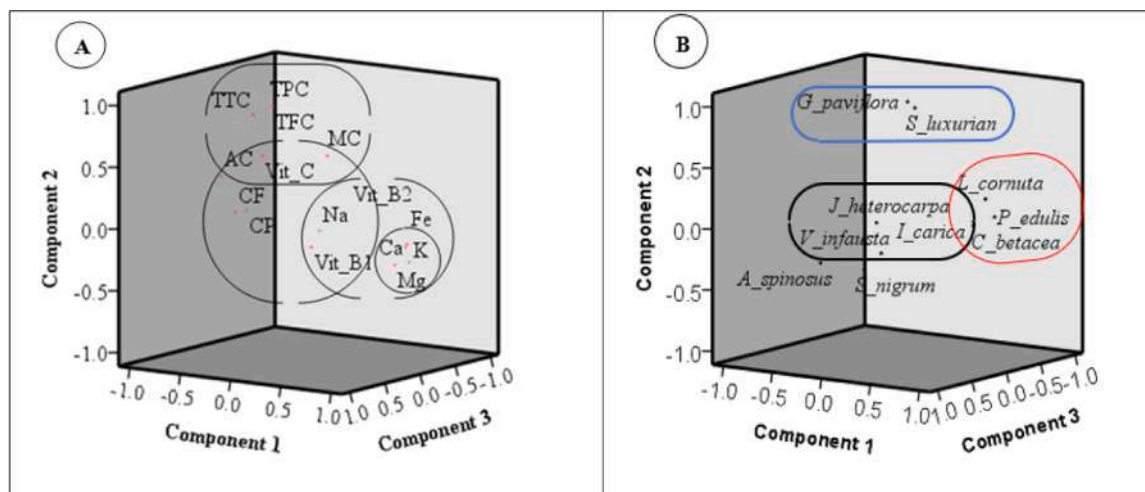 A
TPC
TTC
TFC
MC
AC
Vit_C
CF
Vit_B2
CP
Na
Fe
Ca
K
Vit_B1
Mg
1.0
0.5
0.0
-0.5
-1.0
Component 2
-1.0
-0.5
0.0
0.5
1.0
Component 1
1.0
0.5
0.0
-0.5
-1.0
Component 3
B
G_paviflora
S_luxurian
L_cornuta
J_heterocarpa
P_edulis
V_infausta
I_carica
C_betacea
A_spinosus
S_nigrum
1.0
0.5
0.0
-0.5
-1.0
Component 2
-1.0
-0.5
0.0
0.5
1.0
Component 1
1.0
0.5
0.0
-0.5
-1.0
Component 3